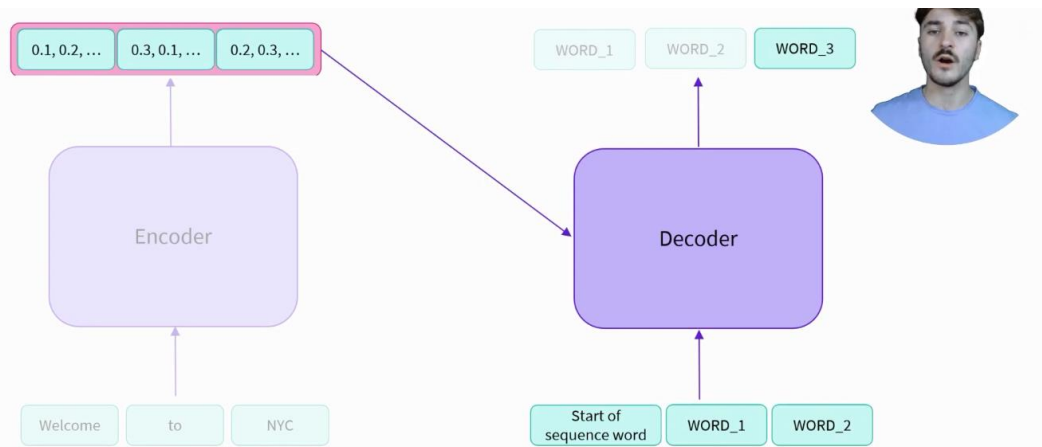 0.1, 0.2, ...
0.3, 0.1, ...
0.2, 0.3, ...
WORD_1
WORD_2
WORD_3
Encoder
Decoder
Welcome
to
NYC
Start of
sequence word
WORD_1
WORD_2